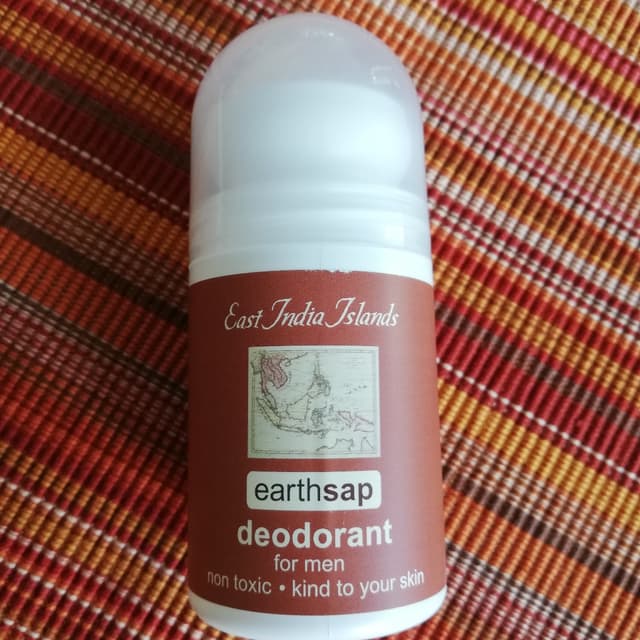 East India Islands
earthsap
deodorant
for men
non toxic • kind to your skin